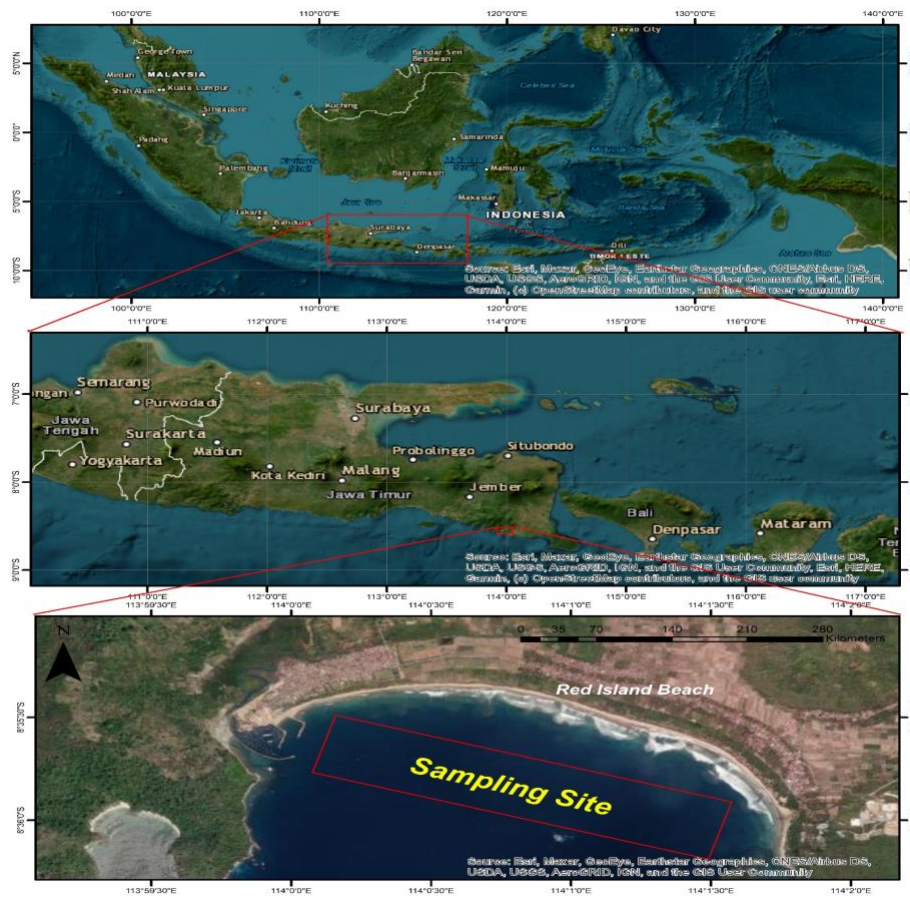 100°0'0"E 110°0'0"E 120°0'0"E 130°0'0"E 140°0'0"E
Davao City
5°0'0"N
George Town
Bandar Seri
Begawan
MALAYSIA
Medan
Celebes Sea
Shah Alam
Kuala Lumpur
Kuching
Singapore
0°0'0"
Padang
Samarinda
Molucca Sea
Palembang
Mamuju
Banjarmasin
5°0'0"S
Java Sea
Makassar
Banda Sea
Jakarta
INDONESIA
Bandung
Surabaya
Denpasar
Dili
Arafura Sea
10°0'0"S
Source: Esri, Maxar, GeoEye, Earthstar Geographics, CNES/Airbus DS,
USDA, USGS, AeroGRID, IGN, and the GIS User Community, Esri, HERE,
Garmin, (c) OpenStreetMap contributors, and the GIS user community
100°0'0"E 110°0'0"E 120°0'0"E 130°0'0"E 140°0'0"E
111°0'0"E 112°0'0"E 113°0'0"E 114°0'0"E 115°0'0"E 116°0'0"E 117°0'0"E
Semarang
7°0'0"S
ngan
Purwodadi
Surabaya
Jawa
Tengah
Surakarta
Madiun
Situbondo
Probolinggo
Yogyakarta
Kota Kediri
Malang
8°0'0"S
Jawa Timur
Jember
Bali
Denpasar
Mataram
9°0'0"S
Source: Esri, Maxar, GeoEye, Earthstar Geographics, CNES/Airbus DS,
USDA, USGS, AeroGRID, IGN, and the GIS User Community, Esri, HERE,
Garmin, (c) OpenStreetMap contributors, and the GIS user community
111°0'0"E 112°0'0"E 113°0'0"E 114°0'0"E 115°0'0"E 116°0'0"E 117°0'0"E
113°59'30"E 114°0'0"E 114°0'30"E 114°1'0"E 114°1'30"E 114°2'0"E
N
0 35 70 140 210 280
Kilometers
Red Island Beach
8°35'30"S
Sampling Site
8°36'0"S
Source: Esri, Maxar, GeoEye, Earthstar Geographics, CNES/Airbus DS,
USDA, USGS, AeroGRID, IGN, and the GIS User Community
113°59'30"E 114°0'0"E 114°0'30"E 114°1'0"E 114°1'30"E 114°2'0"E